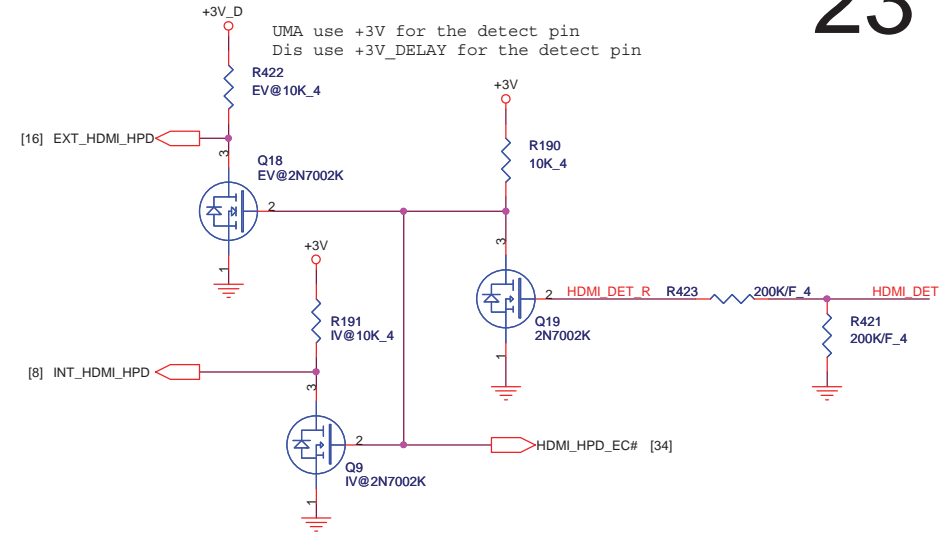 23
+3V_D
UMA use +3V for the detect pin
Dis use +3V_DELAY for the detect pin
R422
EV@10K_4
+3V
[16] EXT_HDMI_HPD
R190
10K_4
3
Q18
EV@2N7002K
2
1
3
+3V
2
HDMI_DET_R
R423
200K/F_4
HDMI_DET
Q19
2N7002K
R191
IV@10K_4
R421
200K/F_4
1
[8] INT_HDMI_HPD
3
2
HDMI_HPD_EC# [34]
Q9
IV@2N7002K
1